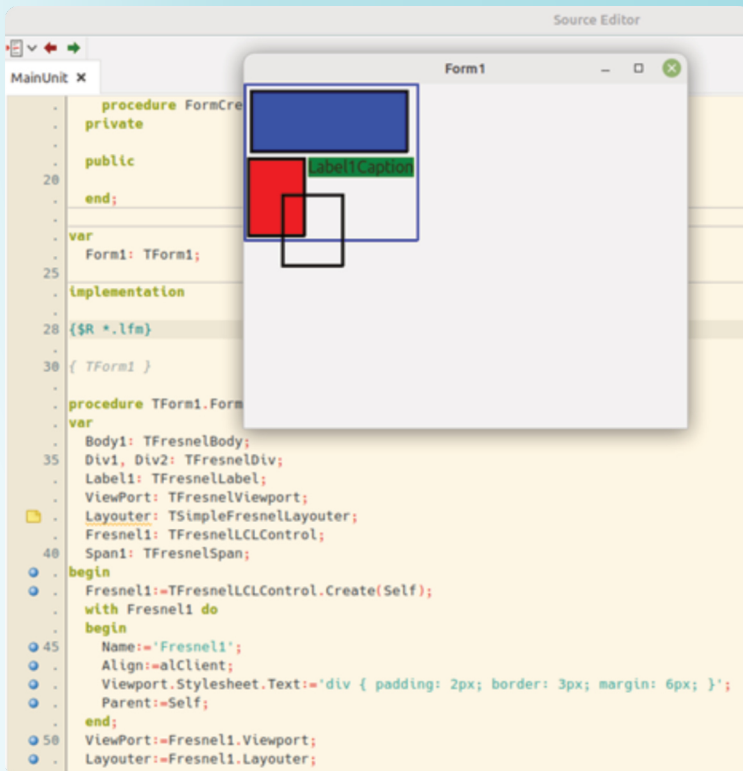 Source Editor
MainUnit
Form1
Label1Caption
procedure FormCre
private
public
20
end;
var
Form1: TForm1;
25
implementation
28 {$R *.lfm}
30 { TForm1 }
procedure TForm1.Form
var
Body1: TFresnelBody;
35 Div1, Div2: TFresnelDiv;
Label1: TFresnelLabel;
ViewPort: TFresnelViewport;
Layouter: TSimpleFresnelLayouter;
Fresnel1: TFresnelLCLControl;
40 Span1: TFresnelSpan;
begin
Fresnel1:=TFresnelLCLControl.Create(Self);
with Fresnel1 do
begin
45 Name:='Fresnel1';
Align:=alClient;
Viewport.Stylesheet.Text:='div { padding: 2px; border: 3px; margin: 6px; }';
Parent:=Self;
end;
50 ViewPort:=Fresnel1.Viewport;
Layouter:=Fresnel1.Layouter;